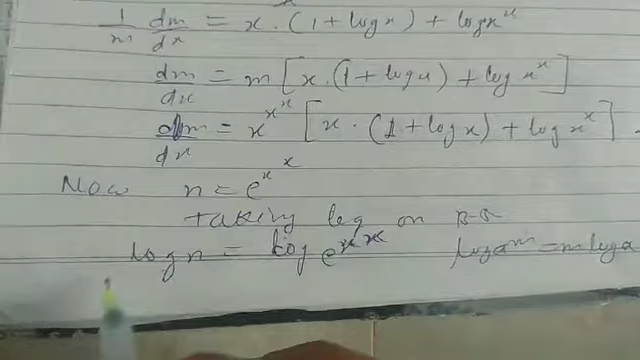 1/m dm/dx = x · (1 + log x) + log x^x
dm/dx = m [ x · (1 + log x) + log x^x ]
dm/dx = x^x^x [ x · (1 + log x) + log x^x ] .
Now n = e^x^x
taking log on B·S
log n = log e^x^x log a^m = m log a